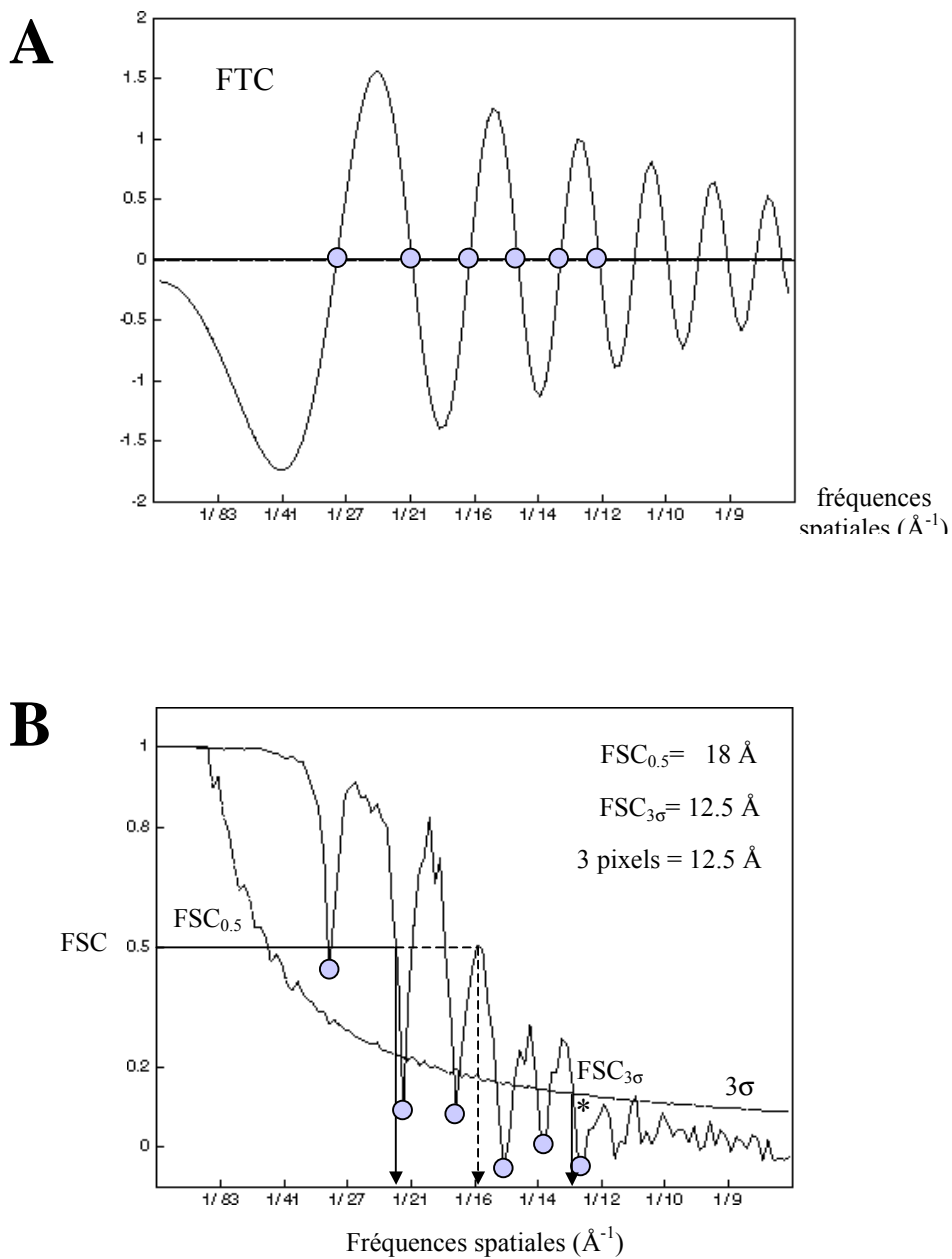 A
FTC
2
1.5
1
0.5
0
-0.5
-1
-1.5
-2
1/83 1/41 1/27 1/21 1/16 1/14 1/12 1/10 1/9
fréquences
spatiales (Å-1)
B
FSC
1
0.8
0.5
0.2
0
FSC0.5= 18 Å
FSC3σ= 12.5 Å
3 pixels = 12.5 Å
FSC0.5
FSC3σ
*
3σ
1/83 1/41 1/27 1/21 1/16 1/14 1/12 1/10 1/9
Fréquences spatiales (Å-1)